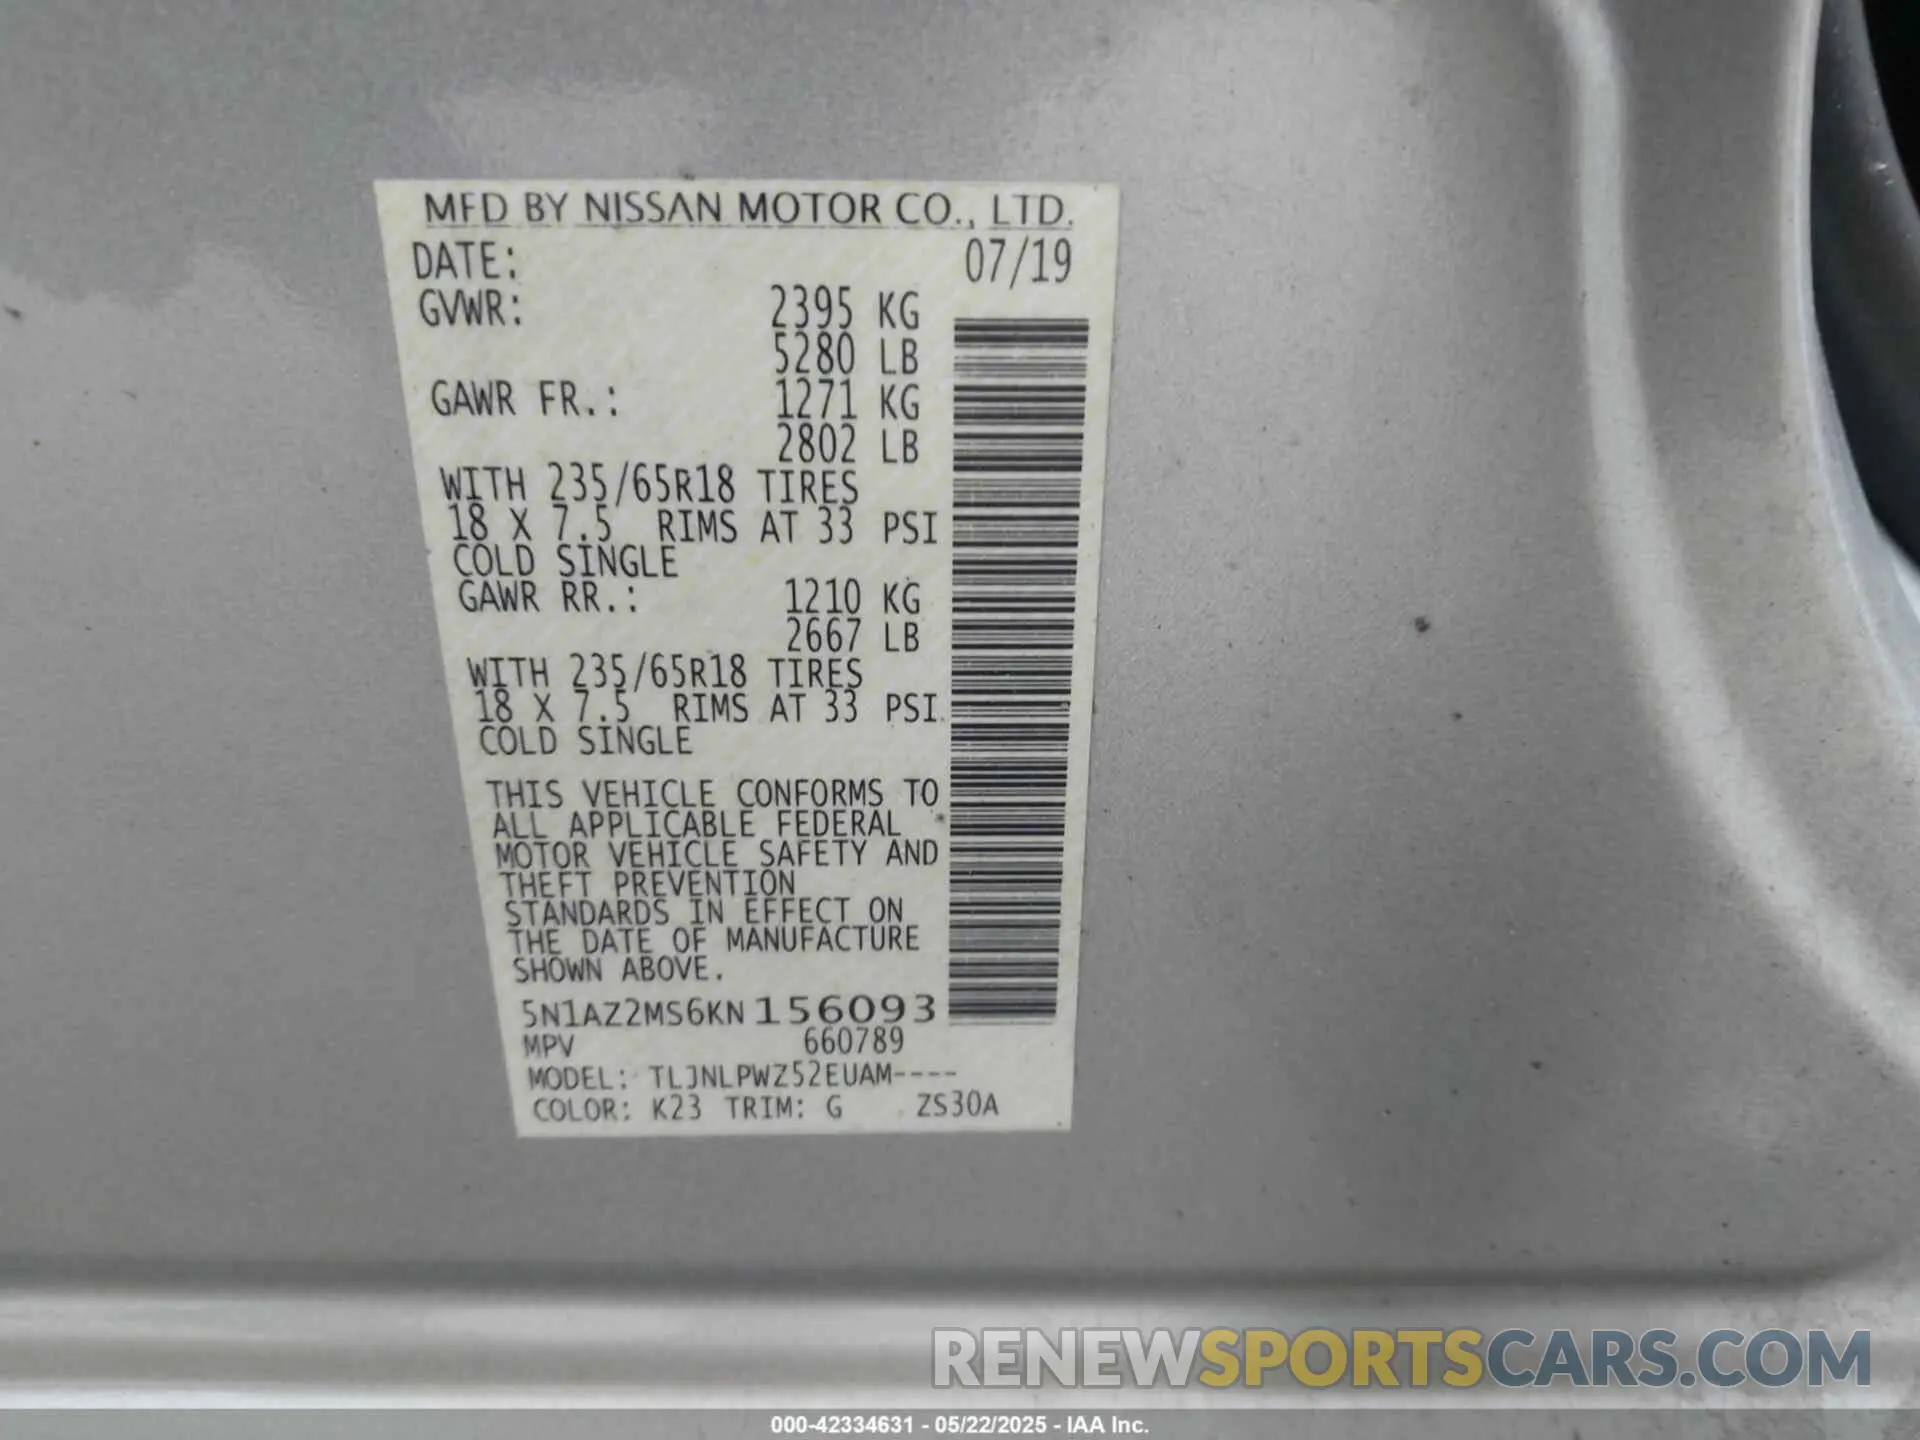 MFD BY NISSAN MOTOR CO., LTD.
DATE: 07/19
GVWR: 2395 KG
5280 LB
GAWR FR.: 1271 KG
2802 LB
WITH 235/65R18 TIRES
18 X 7.5 RIMS AT 33 PSI
COLD SINGLE
GAWR RR.: 1210 KG
2667 LB
WITH 235/65R18 TIRES
18 X 7.5 RIMS AT 33 PSI
COLD SINGLE
THIS VEHICLE CONFORMS TO
ALL APPLICABLE FEDERAL
MOTOR VEHICLE SAFETY AND
THEFT PREVENTION
STANDARDS IN EFFECT ON
THE DATE OF MANUFACTURE
SHOWN ABOVE.
5N1AZ2MS6KN156093
MPV 660789
MODEL: TLJNLPWZ52EUAM----
COLOR: K23 TRIM: G ZS30A
RENEWSPORTSCARS.COM
000-42334631 - 05/22/2025 - IAA Inc.